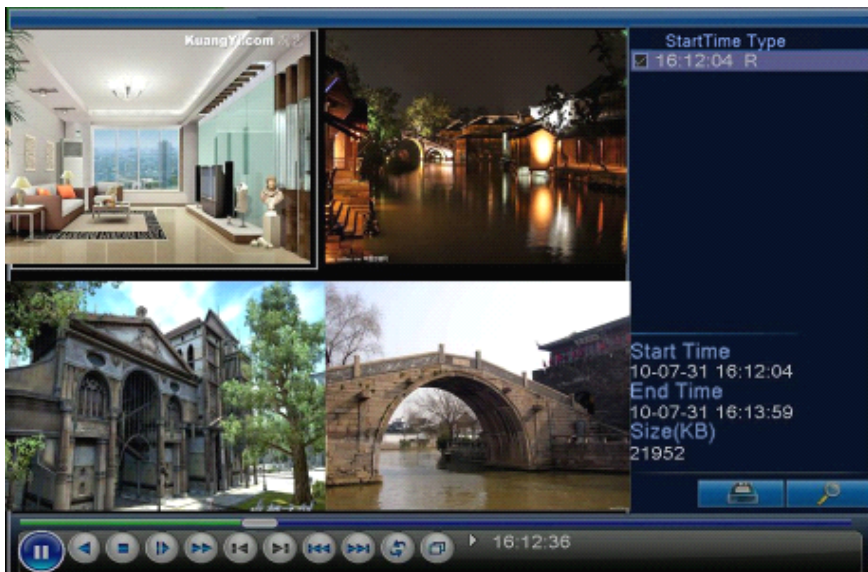 KuangYi.com
StartTime Type
16:12:04 R
Start Time
10-07-31 16:12:04
End Time
10-07-31 16:13:59
Size(KB)
21952
16:12:36